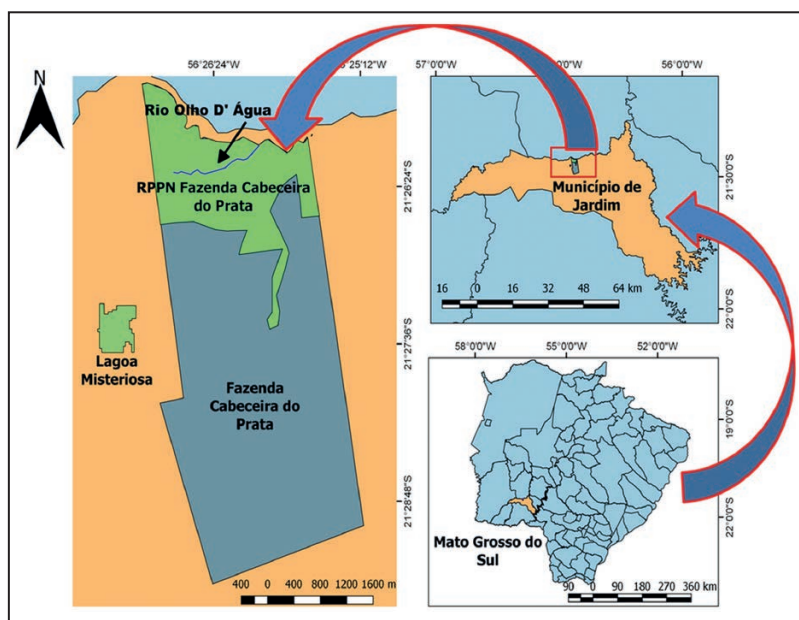 N
56°26'24"W
56°25'12"W
Rio Olho D' Água
RPPN Fazenda Cabeceira
do Prata
21°26'24"S
21°27'36"S
21°28'48"S
Lagoa
Misteriosa
Fazenda
Cabeceira do
Prata
400 0 400 800 1200 1600 m
57°0'0"W
56°0'0"W
21°30'0"S
22°0'0"S
Município de
Jardim
16 0 16 32 48 64 km
58°0'0"W
55°0'0"W
52°0'0"W
19°0'0"S
22°0'0"S
Mato Grosso do
Sul
90 0 90 180 270 360 km